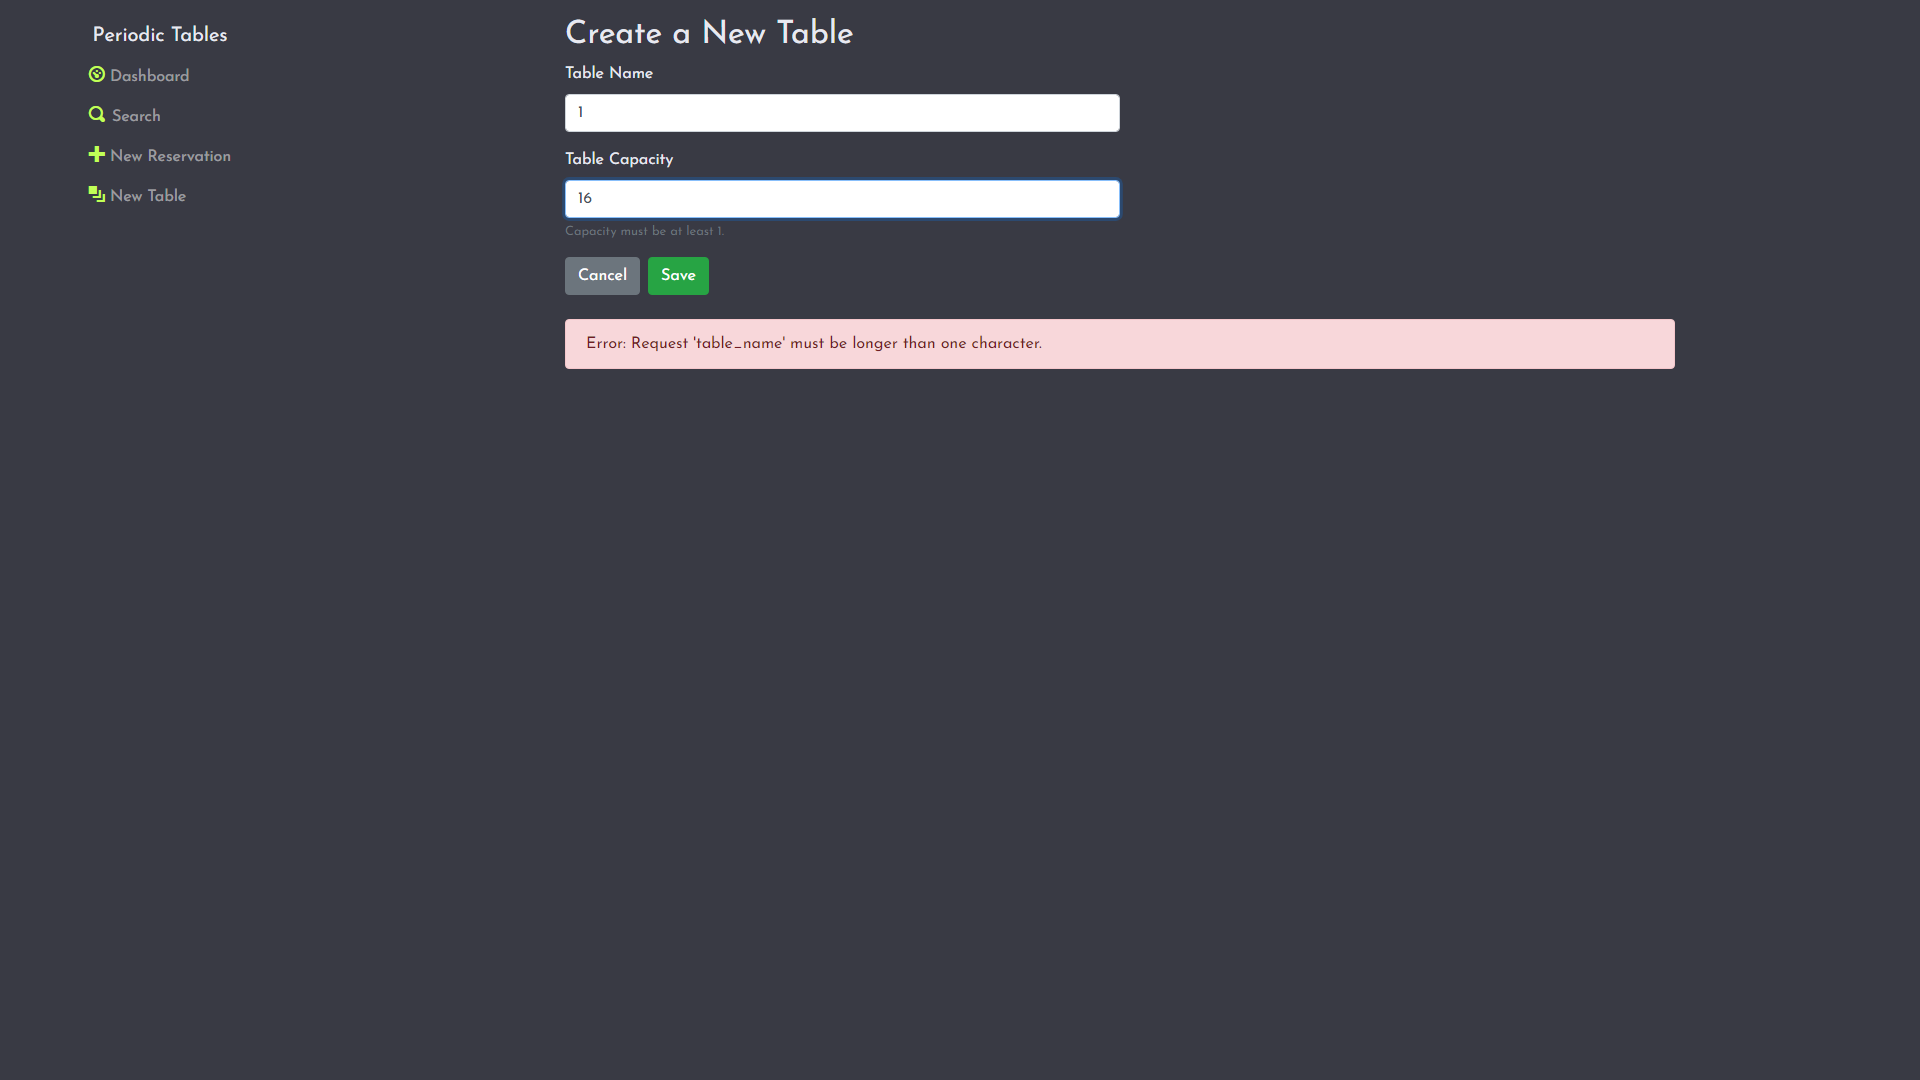 Periodic Tables
Dashboard
Search
New Reservation
New Table
Create a New Table
Table Name
1
Table Capacity
16
Capacity must be at least 1.
Cancel
Save
Error: Request 'table_name' must be longer than one character.